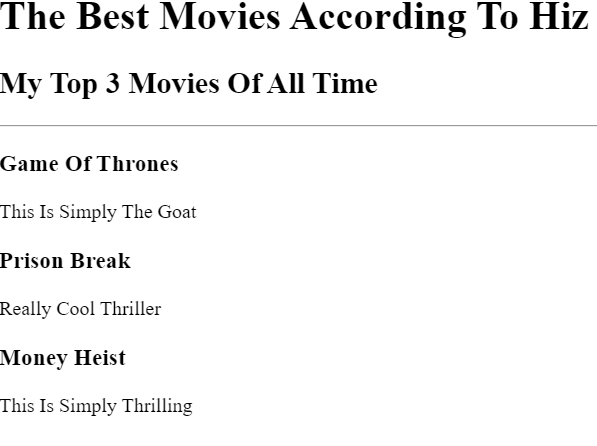 The Best Movies According To Hiz
My Top 3 Movies Of All Time
Game Of Thrones
This Is Simply The Goat
Prison Break
Really Cool Thriller
Money Heist
This Is Simply Thrilling